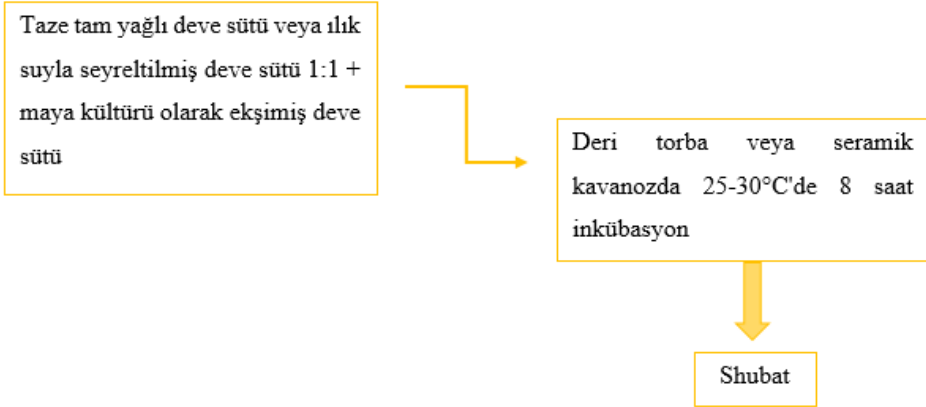 Taze tam yağlı deve sütü veya ılık
suyla seyreltilmiş deve sütü 1:1 +
maya kültürü olarak ekşimiş deve
sütü
Deri torba veya seramik
kavanozda 25-30°C'de 8 saat
inkübasyon
Shubat